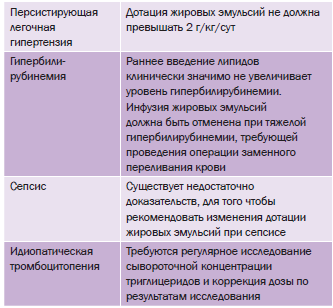 Персистирующая
легочная
гипертензия
Дотация жировых эмульсий не должна
превышать 2 г/кг/сут
Гипербили-
рубинемия
Раннее введение липидов
клинически значимо не увеличивает
уровень гипербилирубинемии.
Инфузия жировых эмульсий
должна быть отменена при тяжелой
гипербилирубинемии, требующей
проведения операции заменного
переливания крови
Сепсис
Существует недостаточно
доказательств, для того чтобы
рекомендовать изменения дотации
жировых эмульсий при сепсисе
Идиопатическая
тромбоцитопения
Требуются регулярное исследование
сывороточной концентрации
триглицеридов и коррекция дозы по
результатам исследования